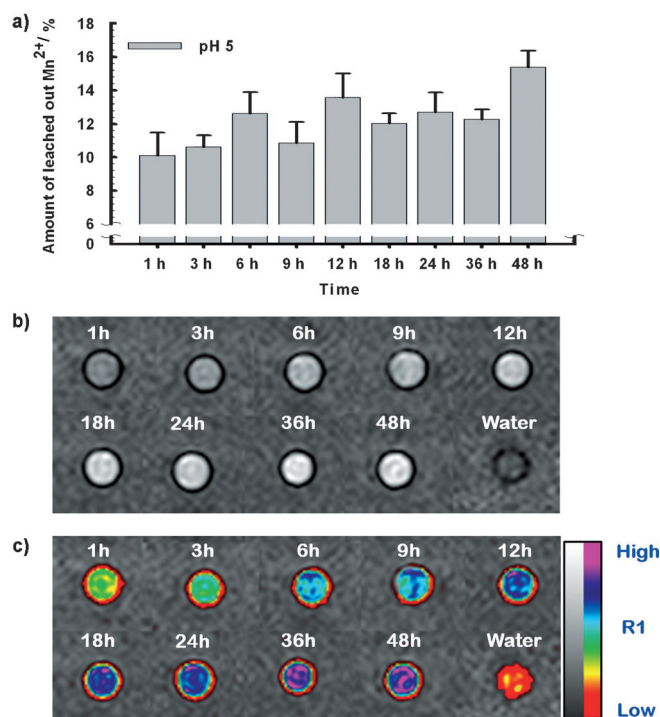 a)
Amount of leached out Mn²⁺/ %
18
16
14
12
10
8
6
0
pH 5
1 h 3 h 6 h 9 h 12 h 18 h 24 h 36 h 48 h
Time
b)
1h 3h 6h 9h 12h
18h 24h 36h 48h Water
c)
1h 3h 6h 9h 12h
18h 24h 36h 48h Water
High
R1
Low